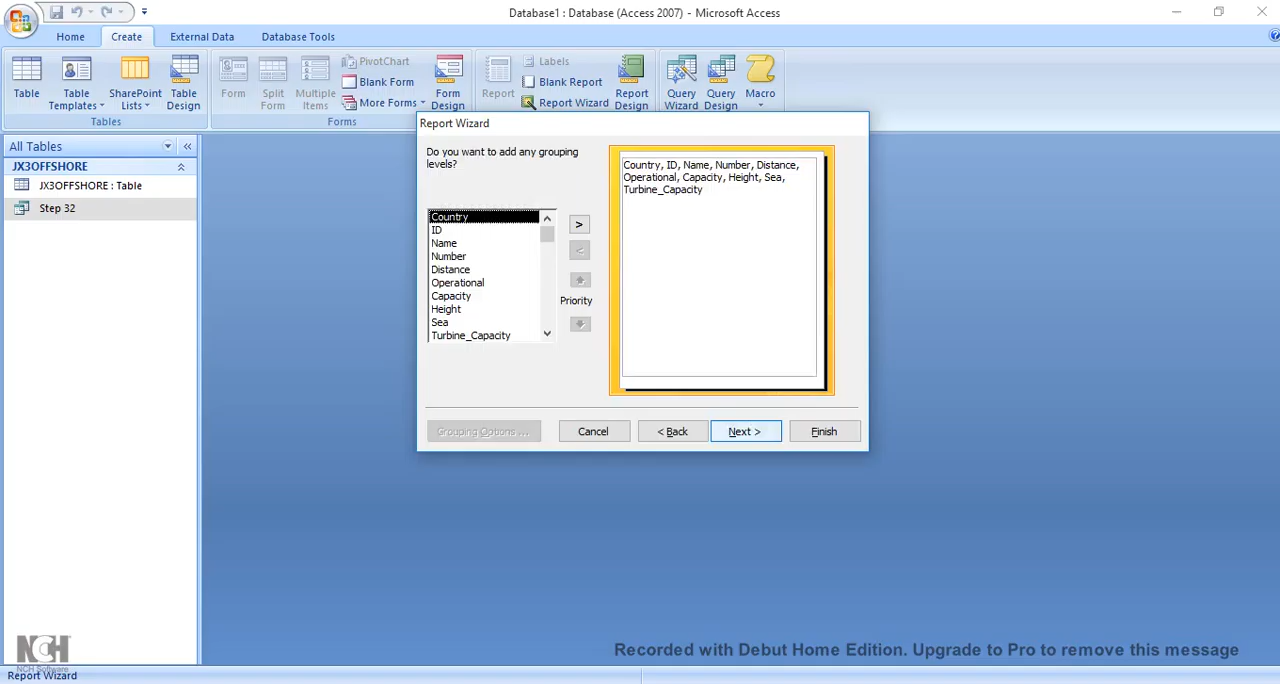 Database1 : Database (Access 2007) - Microsoft Access
Home
Create
External Data
Database Tools
Table
Table Templates
SharePoint Lists
Table Design
Tables
Form
Split Form
Multiple Items
PivotChart
Blank Form
More Forms
Form Design
Forms
Report
Labels
Blank Report
Report Wizard
Report Design
Query Wizard
Query Design
Macro
All Tables
JX3OFFSHORE
JX3OFFSHORE : Table
Step 32
Report Wizard
Do you want to add any grouping
levels?
Country
ID
Name
Number
Distance
Operational
Capacity
Height
Sea
Turbine_Capacity
>
<
Priority
Country, ID, Name, Number, Distance,
Operational, Capacity, Height, Sea,
Turbine_Capacity
Grouping Options ...
Cancel
< Back
Next >
Finish
NCH
NCH Software
Recorded with Debut Home Edition. Upgrade to Pro to remove this message
Report Wizard